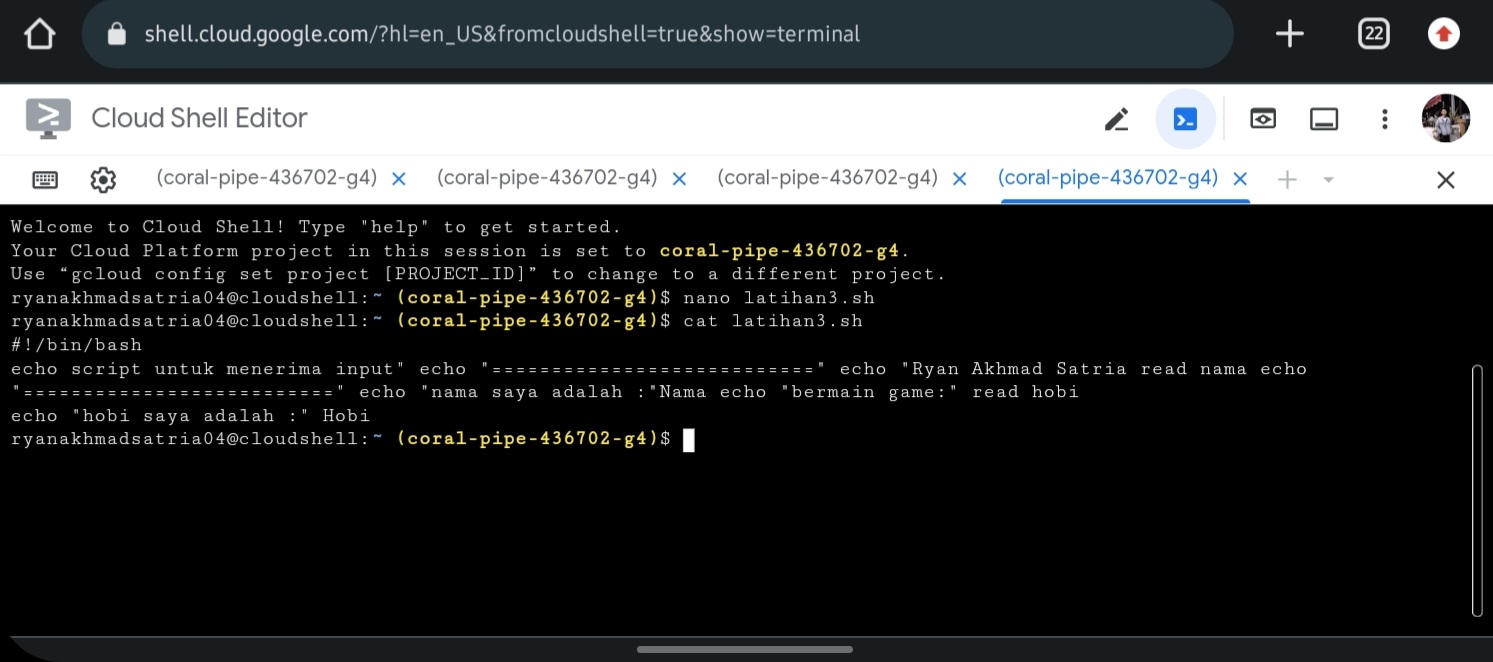 shell.cloud.google.com/?hl=en_US&fromcloudshell=true&show=terminal
22
Cloud Shell Editor
(coral-pipe-436702-g4) (coral-pipe-436702-g4) (coral-pipe-436702-g4) (coral-pipe-436702-g4)
Welcome to Cloud Shell! Type "help" to get started.
Your Cloud Platform project in this session is set to coral-pipe-436702-g4.
Use “gcloud config set project [PROJECT_ID]” to change to a different project.
ryanakhmadsatria04@cloudshell:~ (coral-pipe-436702-g4)$ nano latihan3.sh
ryanakhmadsatria04@cloudshell:~ (coral-pipe-436702-g4)$ cat latihan3.sh
#!/bin/bash
echo script untuk menerima input" echo "===========================" echo "Ryan Akhmad Satria read nama echo
"==========================" echo "nama saya adalah :"Nama echo "bermain game:" read hobi
echo "hobi saya adalah :" Hobi
ryanakhmadsatria04@cloudshell:~ (coral-pipe-436702-g4)$